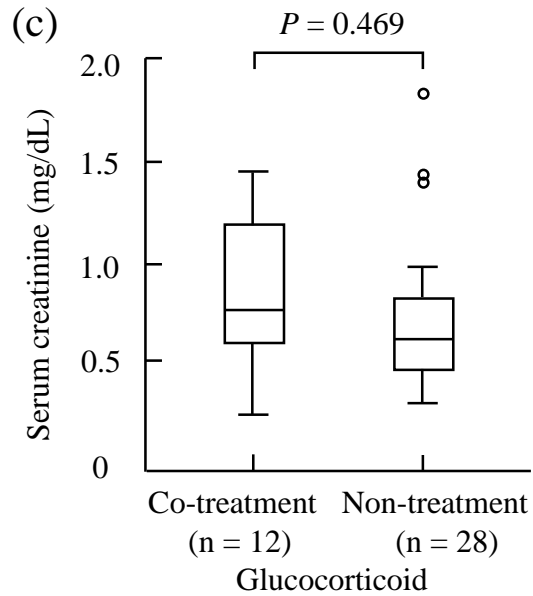 (c)
P = 0.469
Serum creatinine (mg/dL)
2.0
1.5
1.0
0.5
0
Co-treatment Non-treatment
(n = 12) (n = 28)
Glucocorticoid